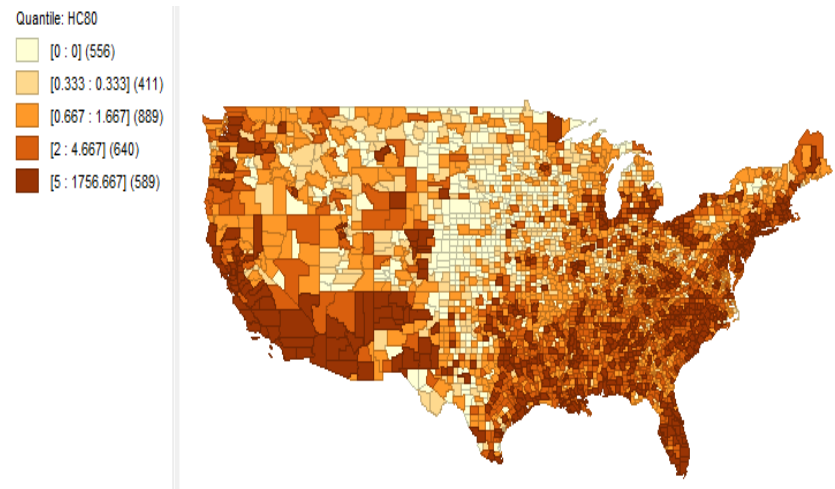 Quantile: HC80
[0 : 0] (556)
[0.333 : 0.333] (411)
[0.667 : 1.667] (889)
[2 : 4.667] (640)
[5 : 1756.667] (589)